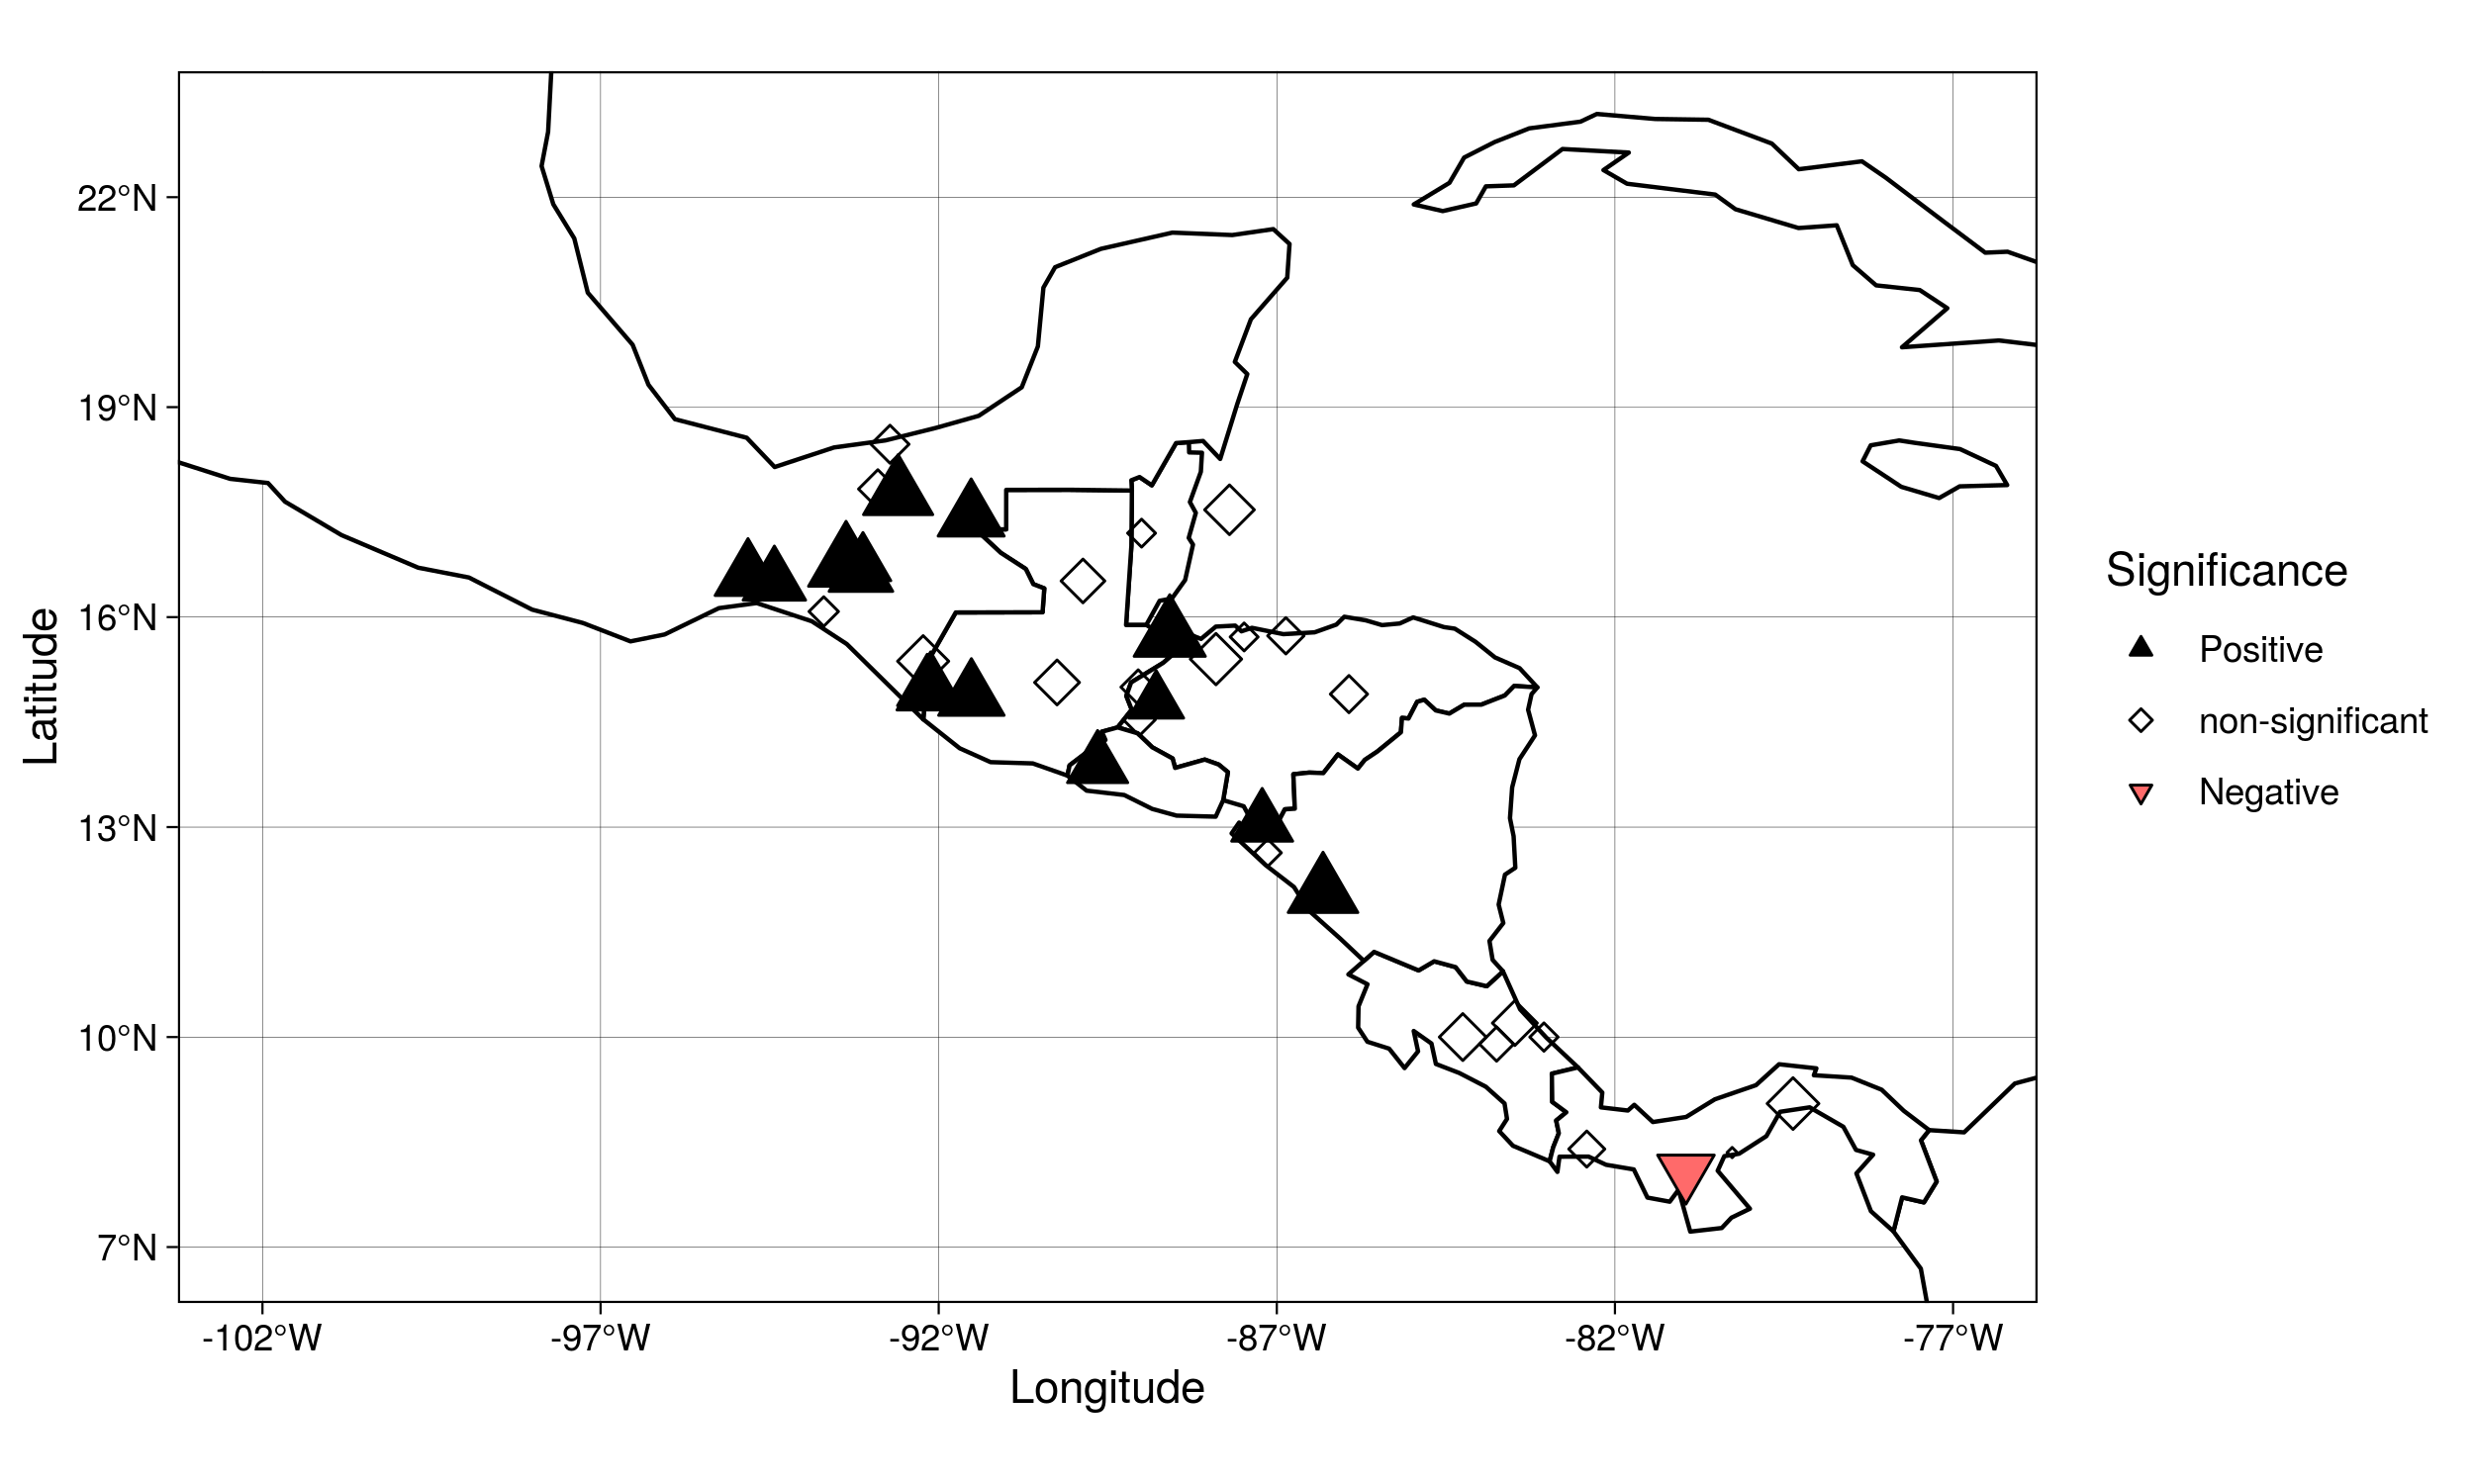 22°N
19°N
16°N
13°N
10°N
7°N
Latitude
-102°W
-97°W
-92°W
-87°W
-82°W
-77°W
Longitude
Significance
Positive
non-significant
Negative